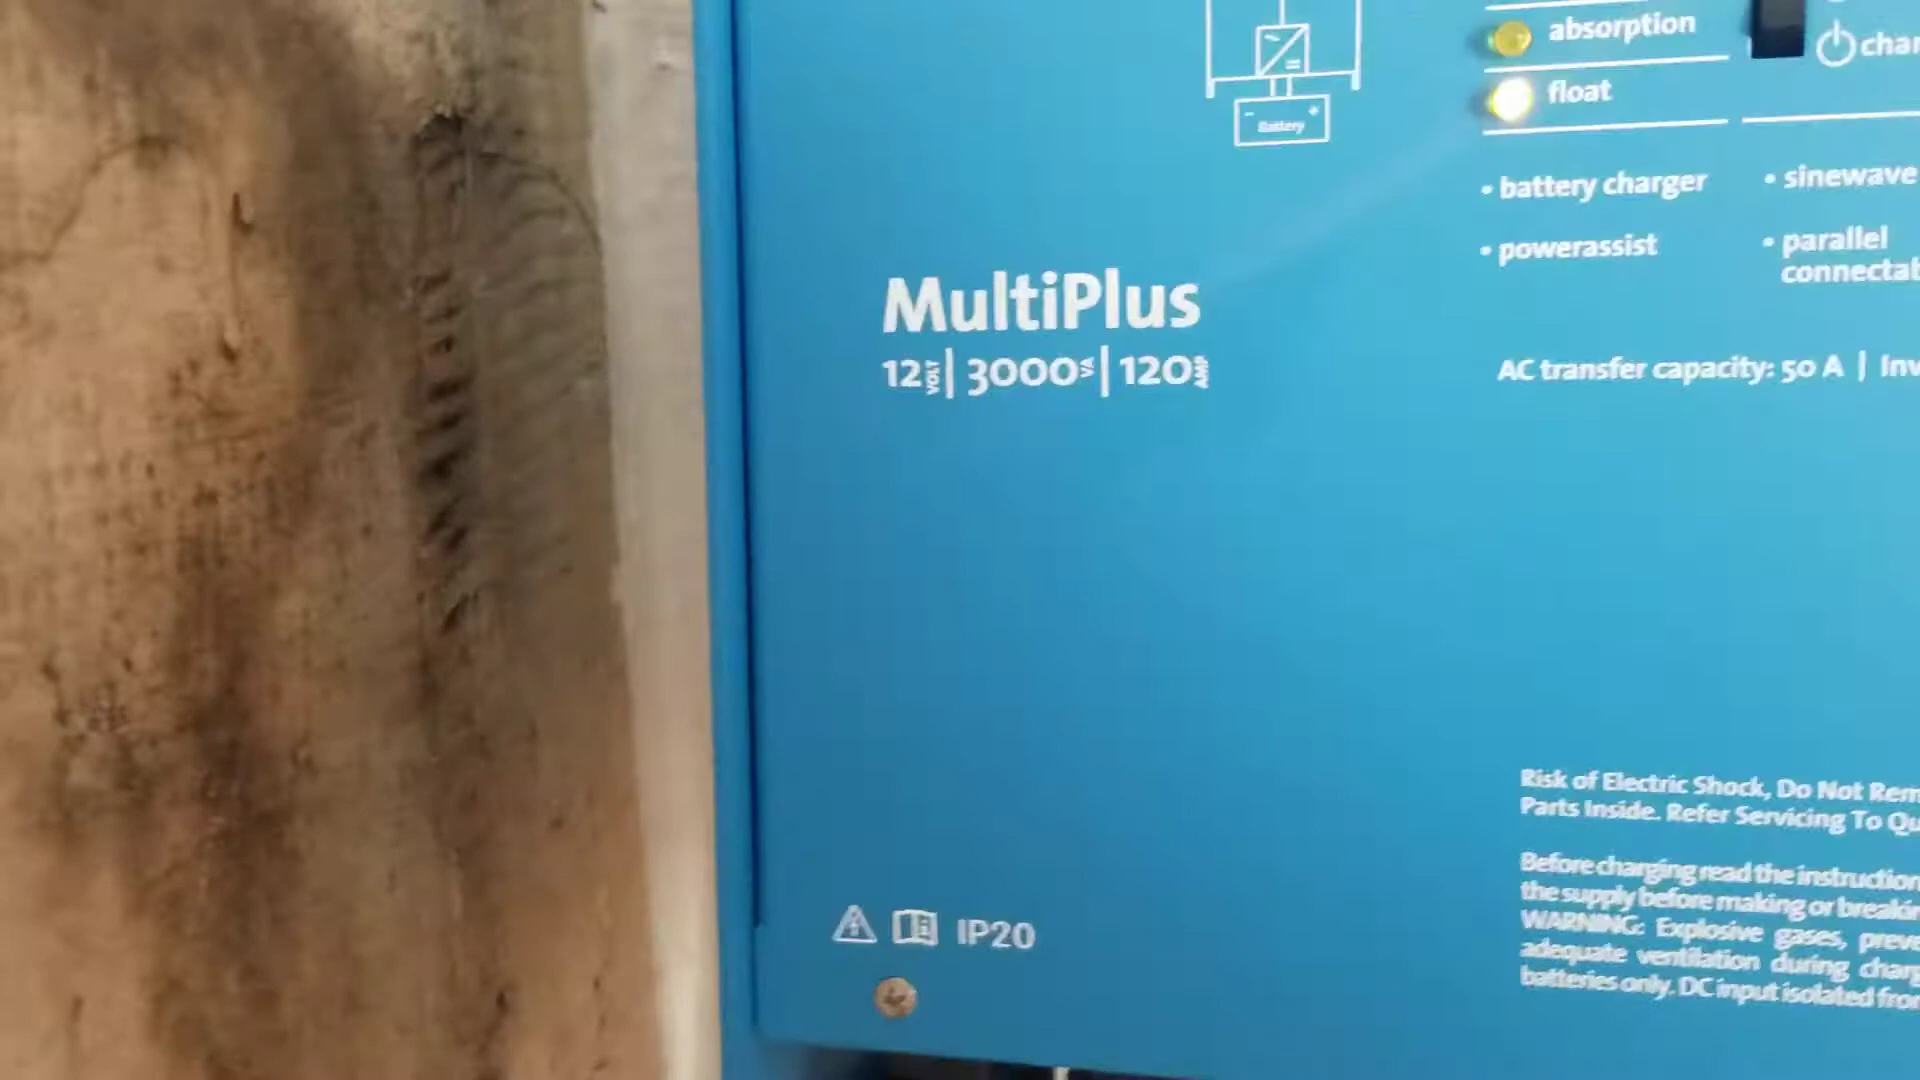 absorption
float
Battery
• battery charger
• sinewave
• powerassist
• parallel
MultiPlus
12 VOLT | 3000 VA | 120 AMP
AC transfer capacity: 50 A |
Risk of Electric Shock, Do Not
Parts Inside. Refer Servicing To
Before charging read the
the supply before making or
WARNING: Explosive gases,
adequate ventilation during
batteries only. DC input isolated
IP20